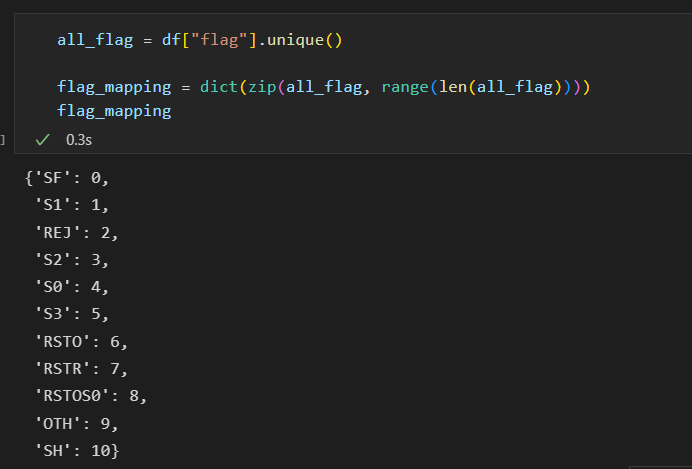 all_flag = df["flag"].unique()
flag_mapping = dict(zip(all_flag, range(len(all_flag))))
flag_mapping
]
0.3s
{'SF': 0,
'S1': 1,
'REJ': 2,
'S2': 3,
'S0': 4,
'S3': 5,
'RSTO': 6,
'RSTR': 7,
'RSTOS0': 8,
'OTH': 9,
'SH': 10}